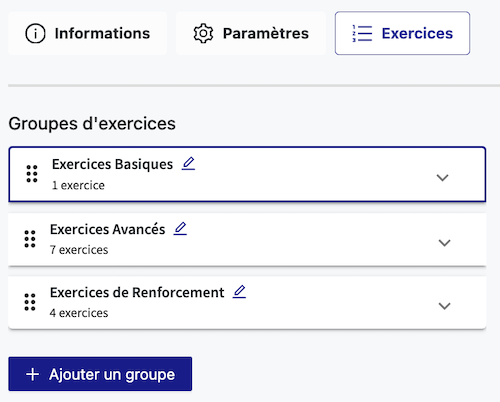 Informations
Paramètres
Exercices
Groupes d'exercices
Exercices Basiques
1 exercice
Exercices Avancés
7 exercices
Exercices de Renforcement
4 exercices
+ Ajouter un groupe